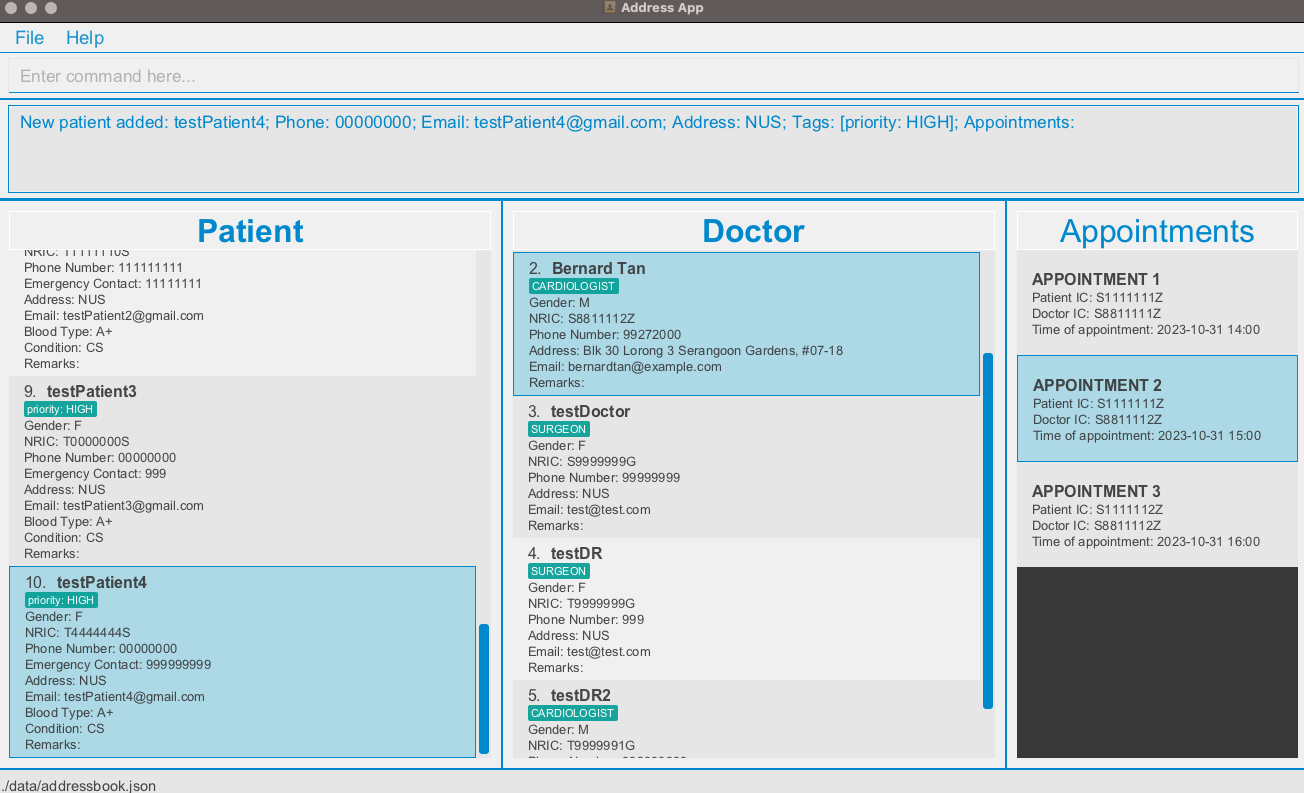 Address App
File Help
Enter command here...
New patient added: testPatient4; Phone: 00000000; Email: testPatient4@gmail.com; Address: NUS; Tags: [priority: HIGH]; Appointments:
Patient
NRIC: 11111110S
Phone Number: 111111111
Emergency Contact: 11111111
Address: NUS
Email: testPatient2@gmail.com
Blood Type: A+
Condition: CS
Remarks:
9. testPatient3
priority: HIGH
Gender: F
NRIC: T0000000S
Phone Number: 00000000
Emergency Contact: 999
Address: NUS
Email: testPatient3@gmail.com
Blood Type: A+
Condition: CS
Remarks:
10. testPatient4
priority: HIGH
Gender: F
NRIC: T4444444S
Phone Number: 00000000
Emergency Contact: 999999999
Address: NUS
Email: testPatient4@gmail.com
Blood Type: A+
Condition: CS
Remarks:
Doctor
2. Bernard Tan
CARDIOLOGIST
Gender: M
NRIC: S8811112Z
Phone Number: 99272000
Address: Blk 30 Lorong 3 Serangoon Gardens, #07-18
Email: bernardtan@example.com
Remarks:
3. testDoctor
SURGEON
Gender: F
NRIC: S9999999G
Phone Number: 99999999
Address: NUS
Email: test@test.com
Remarks:
4. testDR
SURGEON
Gender: F
NRIC: T9999999G
Phone Number: 999
Address: NUS
Email: test@test.com
Remarks:
5. testDR2
CARDIOLOGIST
Gender: M
NRIC: T9999991G
Appointments
APPOINTMENT 1
Patient IC: S1111111Z
Doctor IC: S8811111Z
Time of appointment: 2023-10-31 14:00
APPOINTMENT 2
Patient IC: S1111111Z
Doctor IC: S8811112Z
Time of appointment: 2023-10-31 15:00
APPOINTMENT 3
Patient IC: S1111112Z
Doctor IC: S8811112Z
Time of appointment: 2023-10-31 16:00
./data/addressbook.json